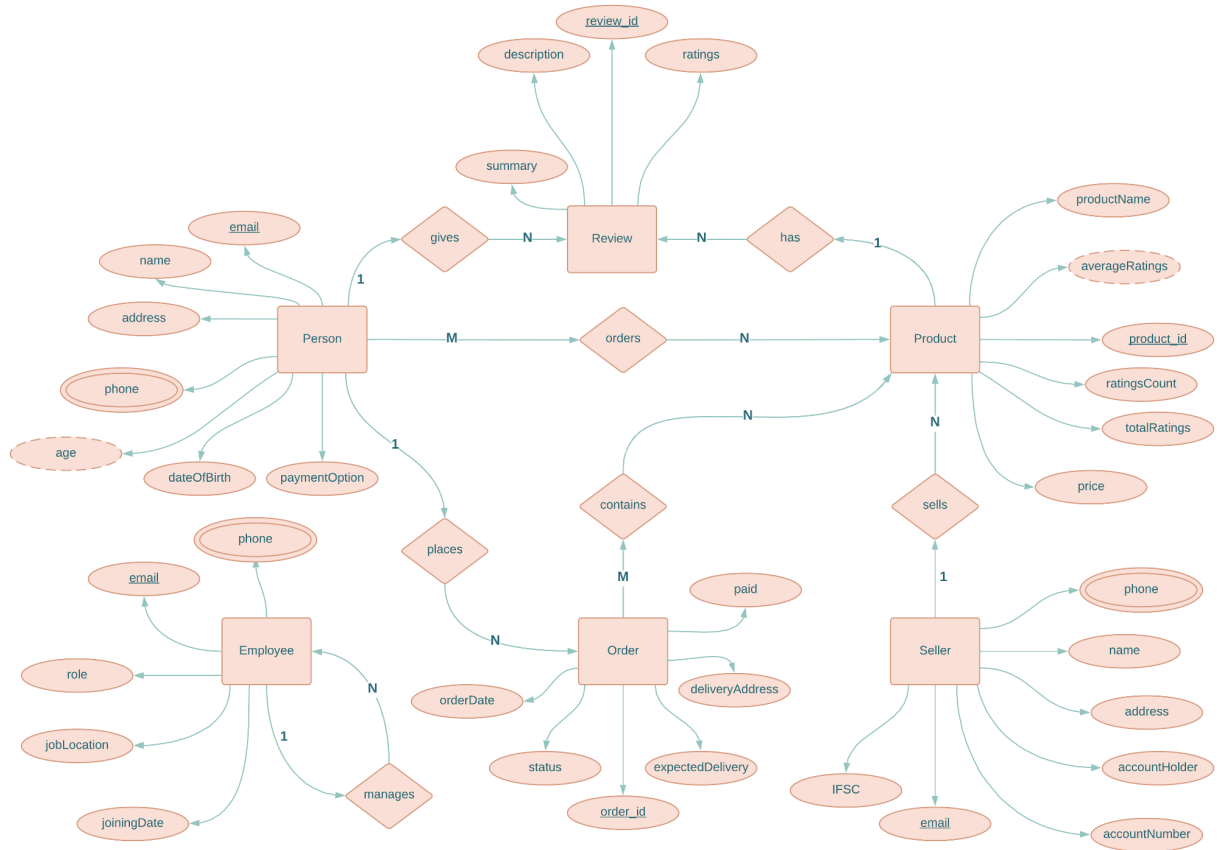 review_id
description
ratings
summary
productName
email
gives
N
Review
N
has
1
name
averageRatings
1
address
Person
M
orders
N
Product
product_id
phone
ratingsCount
N
N
totalRatings
age
1
dateOfBirth
paymentOption
price
contains
sells
phone
places
email
M
1
paid
phone
N
Employee
Order
Seller
name
role
N
deliveryAddress
orderDate
address
1
jobLocation
status
expectedDelivery
accountHolder
manages
IFSC
order_id
joiningDate
email
accountNumber